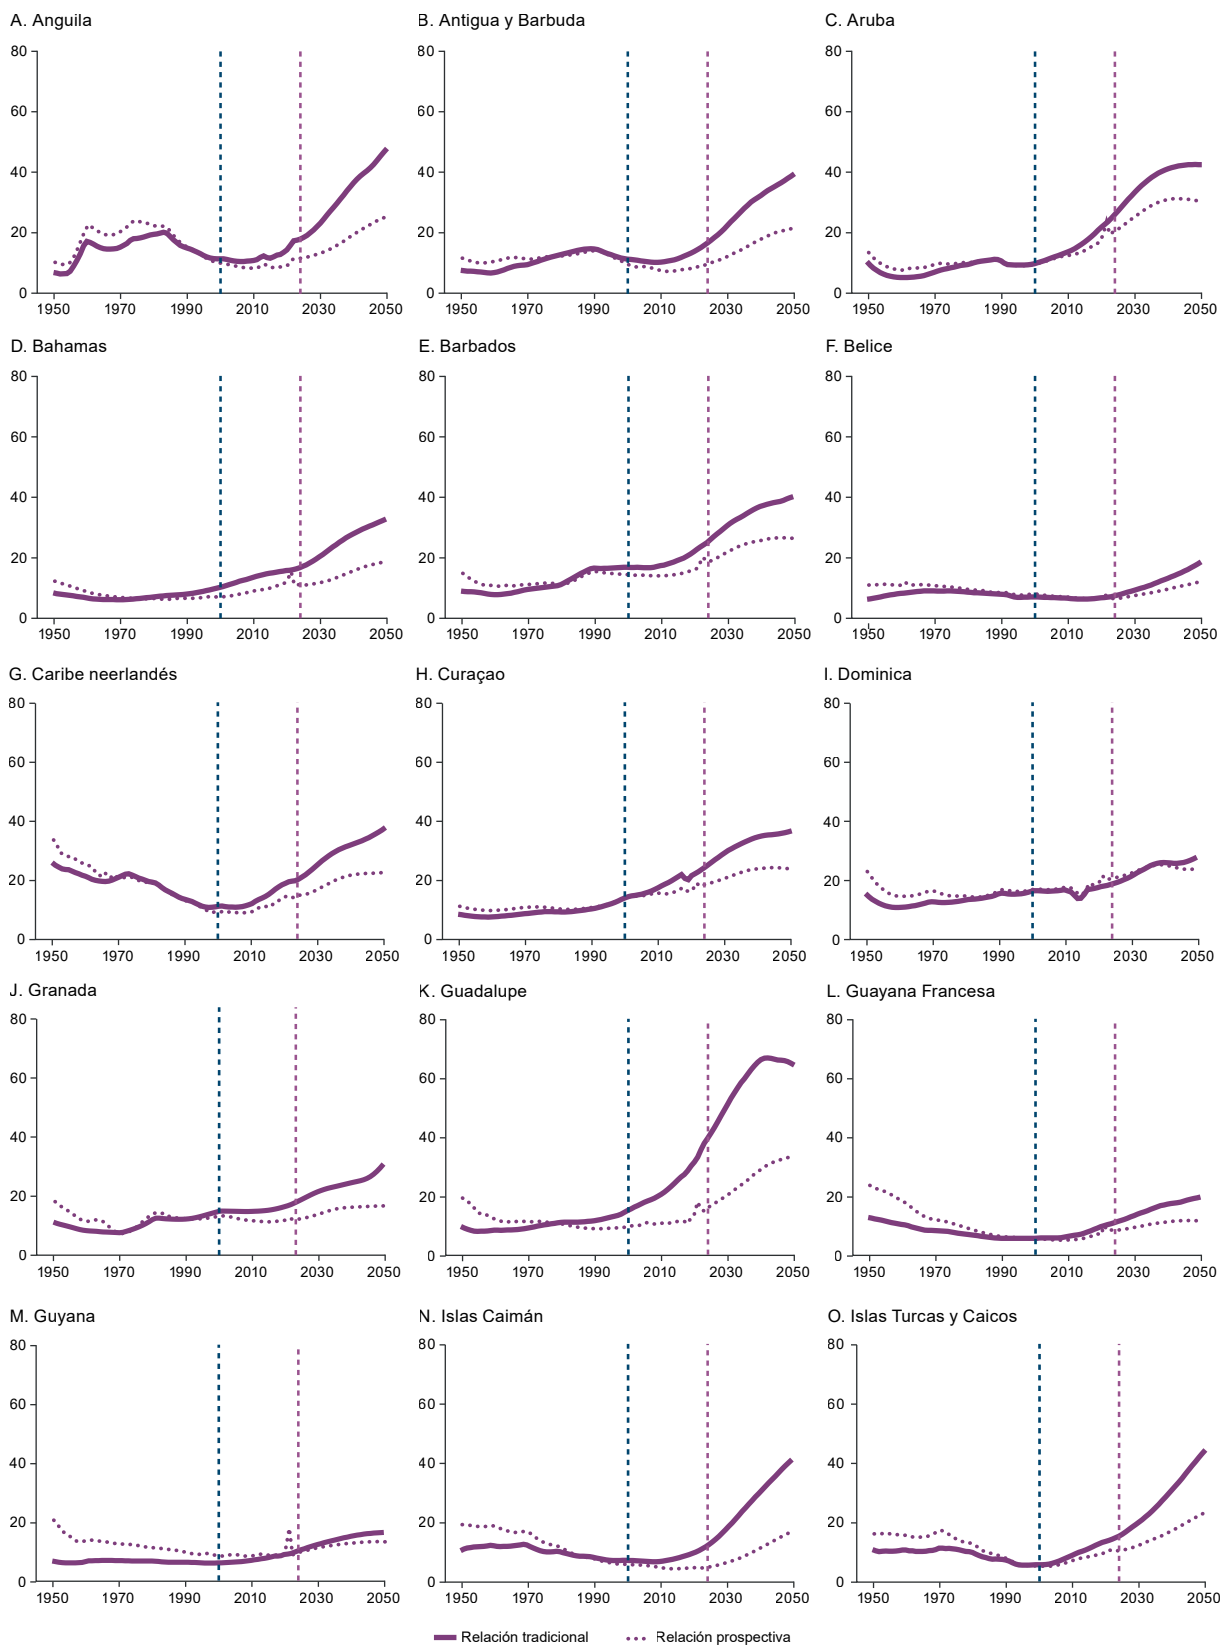 A. Anguila
B. Antigua y Barbuda
C. Aruba
80
60
40
20
0
1950 1970 1990 2010 2030 2050
80
60
40
20
0
1950 1970 1990 2010 2030 2050
80
60
40
20
0
1950 1970 1990 2010 2030 2050
D. Bahamas
E. Barbados
F. Belice
80
60
40
20
0
1950 1970 1990 2010 2030 2050
80
60
40
20
0
1950 1970 1990 2010 2030 2050
80
60
40
20
0
1950 1970 1990 2010 2030 2050
G. Caribe neerlandés
H. Curaçao
I. Dominica
80
60
40
20
0
1950 1970 1990 2010 2030 2050
80
60
40
20
0
1950 1970 1990 2010 2030 2050
80
60
40
20
0
1950 1970 1990 2010 2030 2050
J. Granada
K. Guadalupe
L. Guayana Francesa
80
60
40
20
0
1950 1970 1990 2010 2030 2050
80
60
40
20
0
1950 1970 1990 2010 2030 2050
80
60
40
20
0
1950 1970 1990 2010 2030 2050
M. Guyana
N. Islas Caimán
O. Islas Turcas y Caicos
80
60
40
20
0
1950 1970 1990 2010 2030 2050
80
60
40
20
0
1950 1970 1990 2010 2030 2050
80
60
40
20
0
1950 1970 1990 2010 2030 2050
Relación tradicional
Relación prospectiva